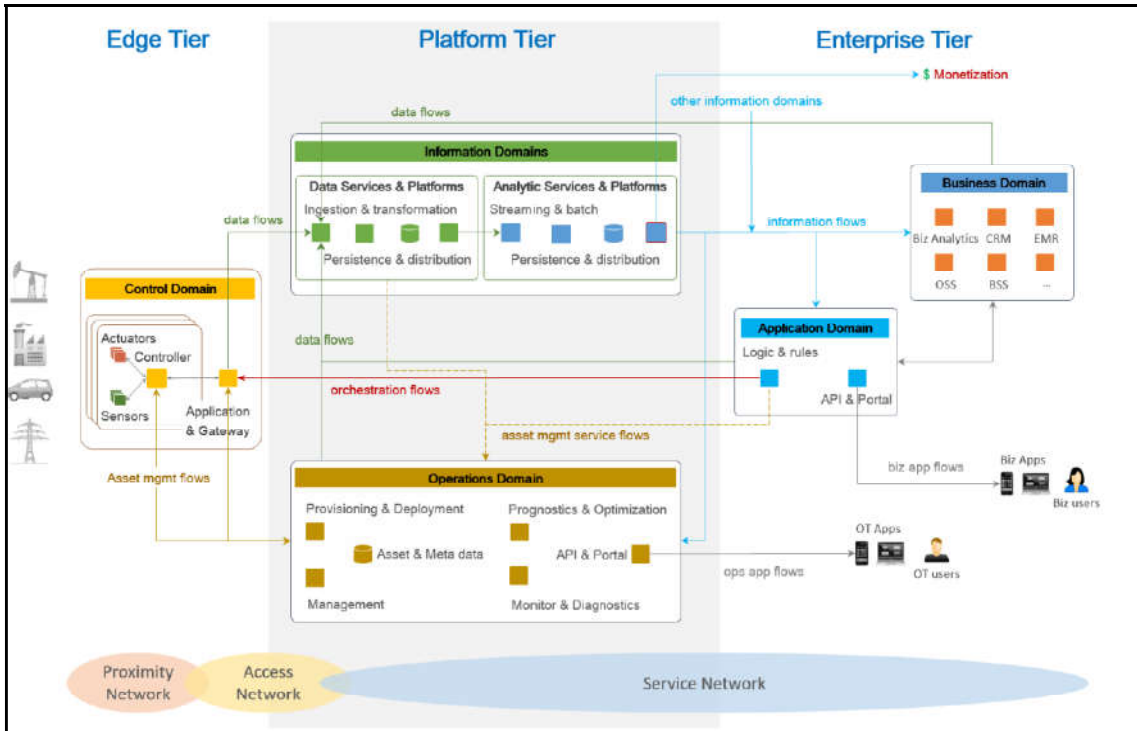 Edge Tier
Platform Tier
Enterprise Tier
$ Monetization
other information domains
data flows
Information Domains
Data Services & Platforms
Ingestion & transformation
Persistence & distribution
Analytic Services & Platforms
Streaming & batch
Persistence & distribution
information flows
Business Domain
Biz Analytics
CRM
EMR
OSS
BSS
...
data flows
Control Domain
Actuators
Controller
Sensors
Application
& Gateway
data flows
Application Domain
Logic & rules
API & Portal
orchestration flows
asset mgmt service flows
Asset mgmt flows
Operations Domain
Provisioning & Deployment
Prognostics & Optimization
Asset & Meta data
API & Portal
Management
Monitor & Diagnostics
biz app flows
Biz Apps
Biz users
OT Apps
ops app flows
OT users
Proximity
Network
Access
Network
Service Network